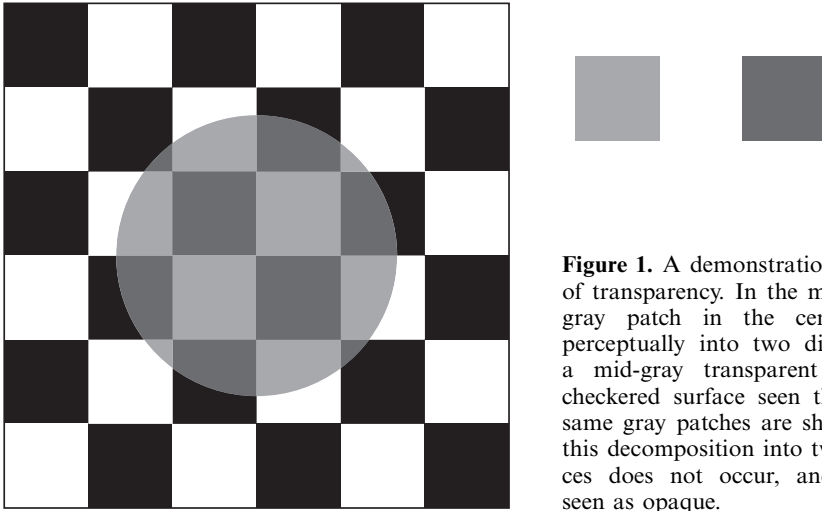 Figure 1. A demonstratio
of transparency. In the m
gray patch in the cen
perceptually into two di
a mid-gray transparent
checkered surface seen t
same gray patches are sh
this decomposition into tv
ces does not occur, and
seen as opaque.